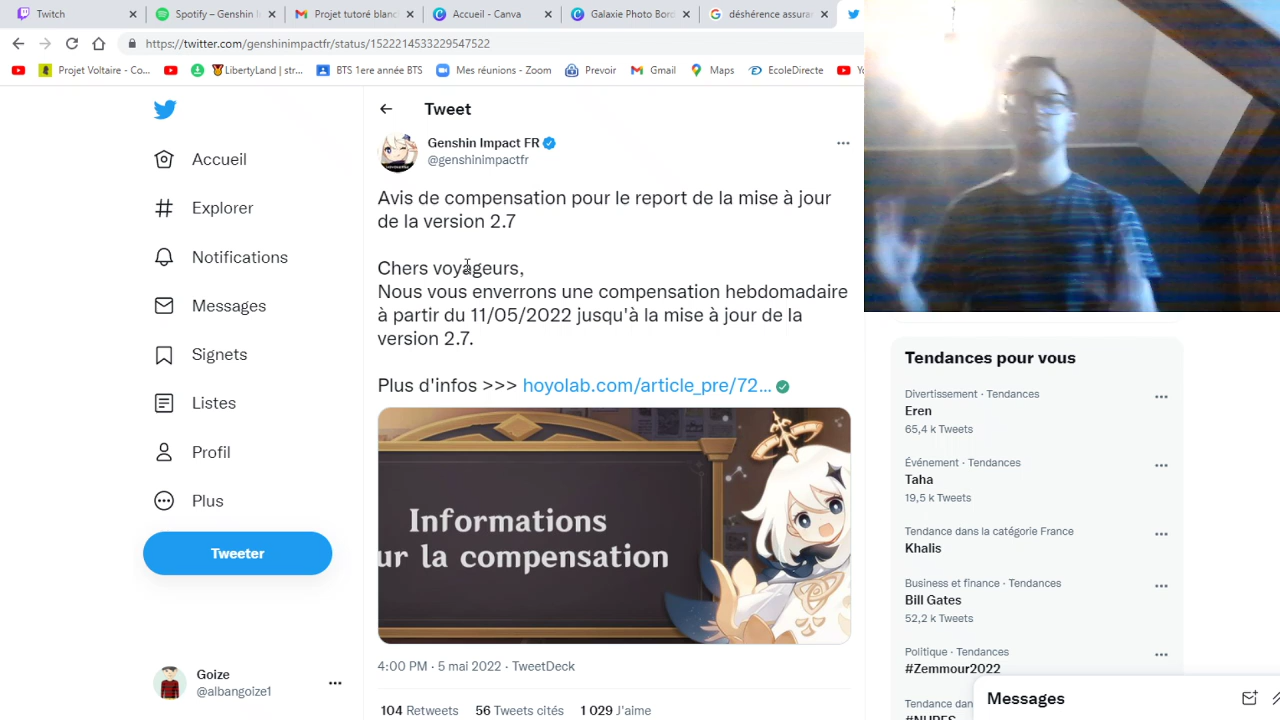 Twitch
Spotify – Genshin I
Projet tutoré blanc
Accueil - Canva
Galaxie Photo Bord
déshérence assura
https://twitter.com/genshinimpactfr/status/1522214533229547522
Projet Voltaire - Co...
LibertyLand | str...
BTS 1ere année BTS
Mes réunions - Zoom
Prevoir
Gmail
Maps
EcoleDirecte
Accueil
Explorer
Notifications
Messages
Signets
Listes
Profil
Plus
Tweeter
Goize
@albangoize1
Tweet
Genshin Impact FR
@genshinimpactfr
Avis de compensation pour le report de la mise à jour
de la version 2.7
Chers voyageurs,
Nous vous enverrons une compensation hebdomadaire
à partir du 11/05/2022 jusqu'à la mise à jour de la
version 2.7.
Plus d'infos >>> hoyolab.com/article_pre/72...
Informations
ur la compensation
4:00 PM · 5 mai 2022 · TweetDeck
104 Retweets 56 Tweets cités 1 029 J'aime
Tendances pour vous
Divertissement · Tendances
Eren
65,4 k Tweets
Événement · Tendances
Taha
19,5 k Tweets
Tendance dans la catégorie France
Khalis
Business et finance · Tendances
Bill Gates
52,2 k Tweets
Politique · Tendances
#Zemmour2022
Tendance dan
Messages